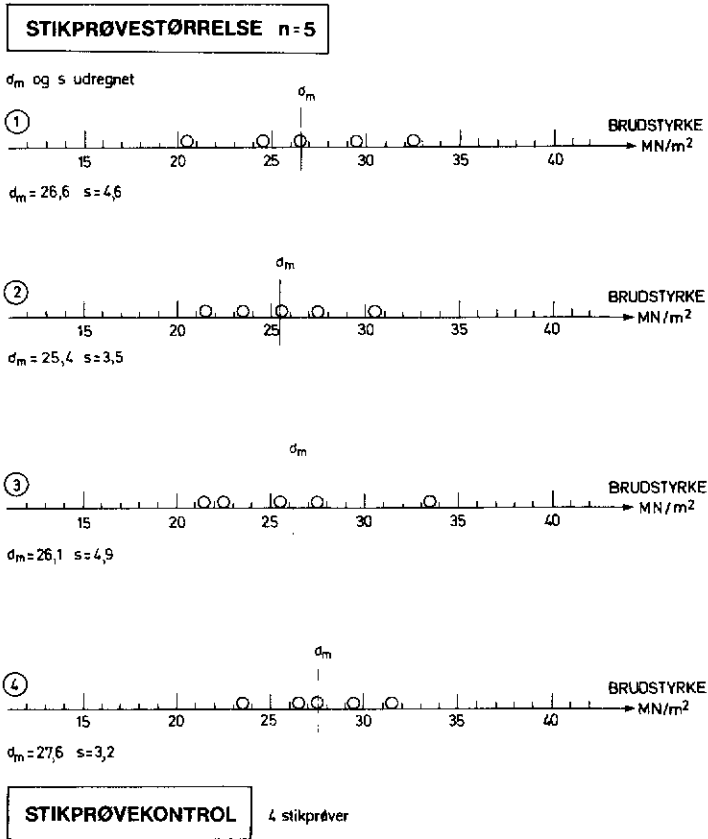 STIKPRØVESTØRRELSE n=5
σm og s udregnet
σm
1
BRUDSTYRKE
15 20 25 30 35 40 MN/m²
σm = 26,6 s=4,6
σm
2
BRUDSTYRKE
15 20 25 30 35 40 MN/m²
σm = 25,4 s=3,5
σm
3
BRUDSTYRKE
15 20 25 30 35 40 MN/m²
σm=26,1 s=4,9
σm
4
BRUDSTYRKE
15 20 25 30 35 40 MN/m²
σm=27,6 s=3,2
STIKPRØVEKONTROL 4 stikprøver